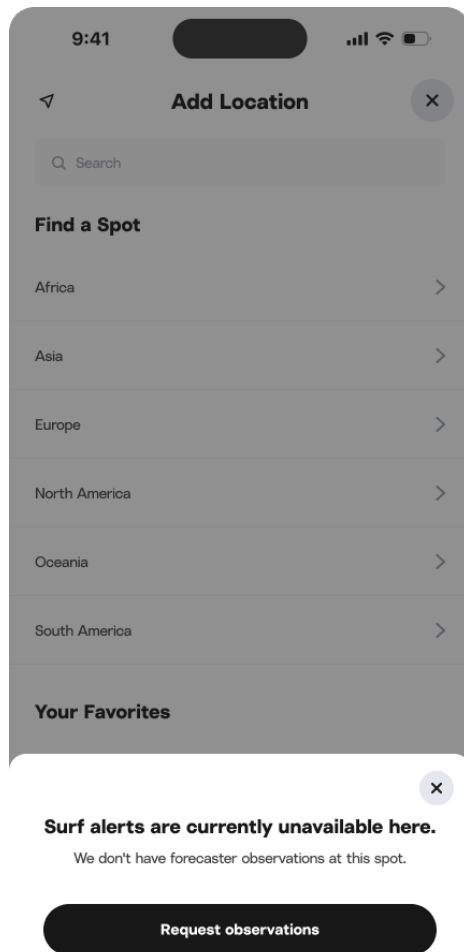 9:41
Add Location
Search
Find a Spot
Africa
Asia
Europe
North America
Oceania
South America
Your Favorites
Surf alerts are currently unavailable here.
We don't have forecaster observations at this spot.
Request observations